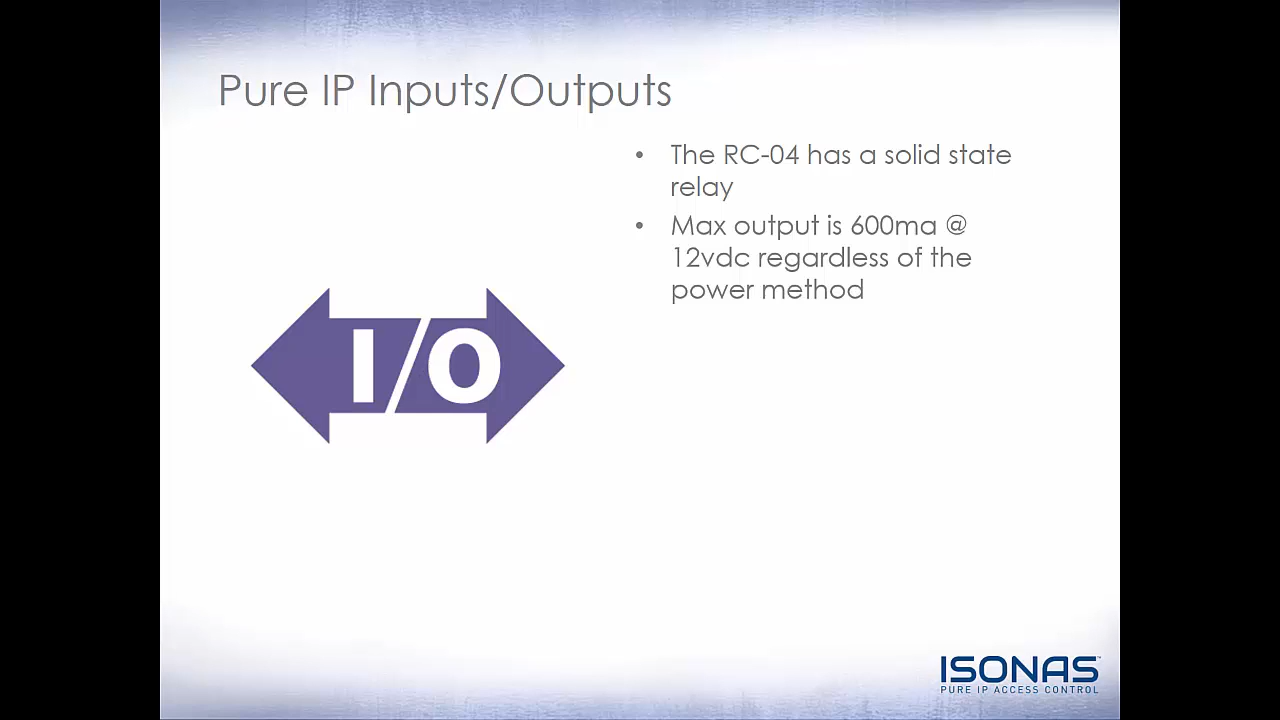 Pure IP Inputs/Outputs
• The RC-04 has a solid state
relay
• Max output is 600ma @
12vdc regardless of the
power method
I/O
ISONAS™
PURE IP ACCESS CONTROL